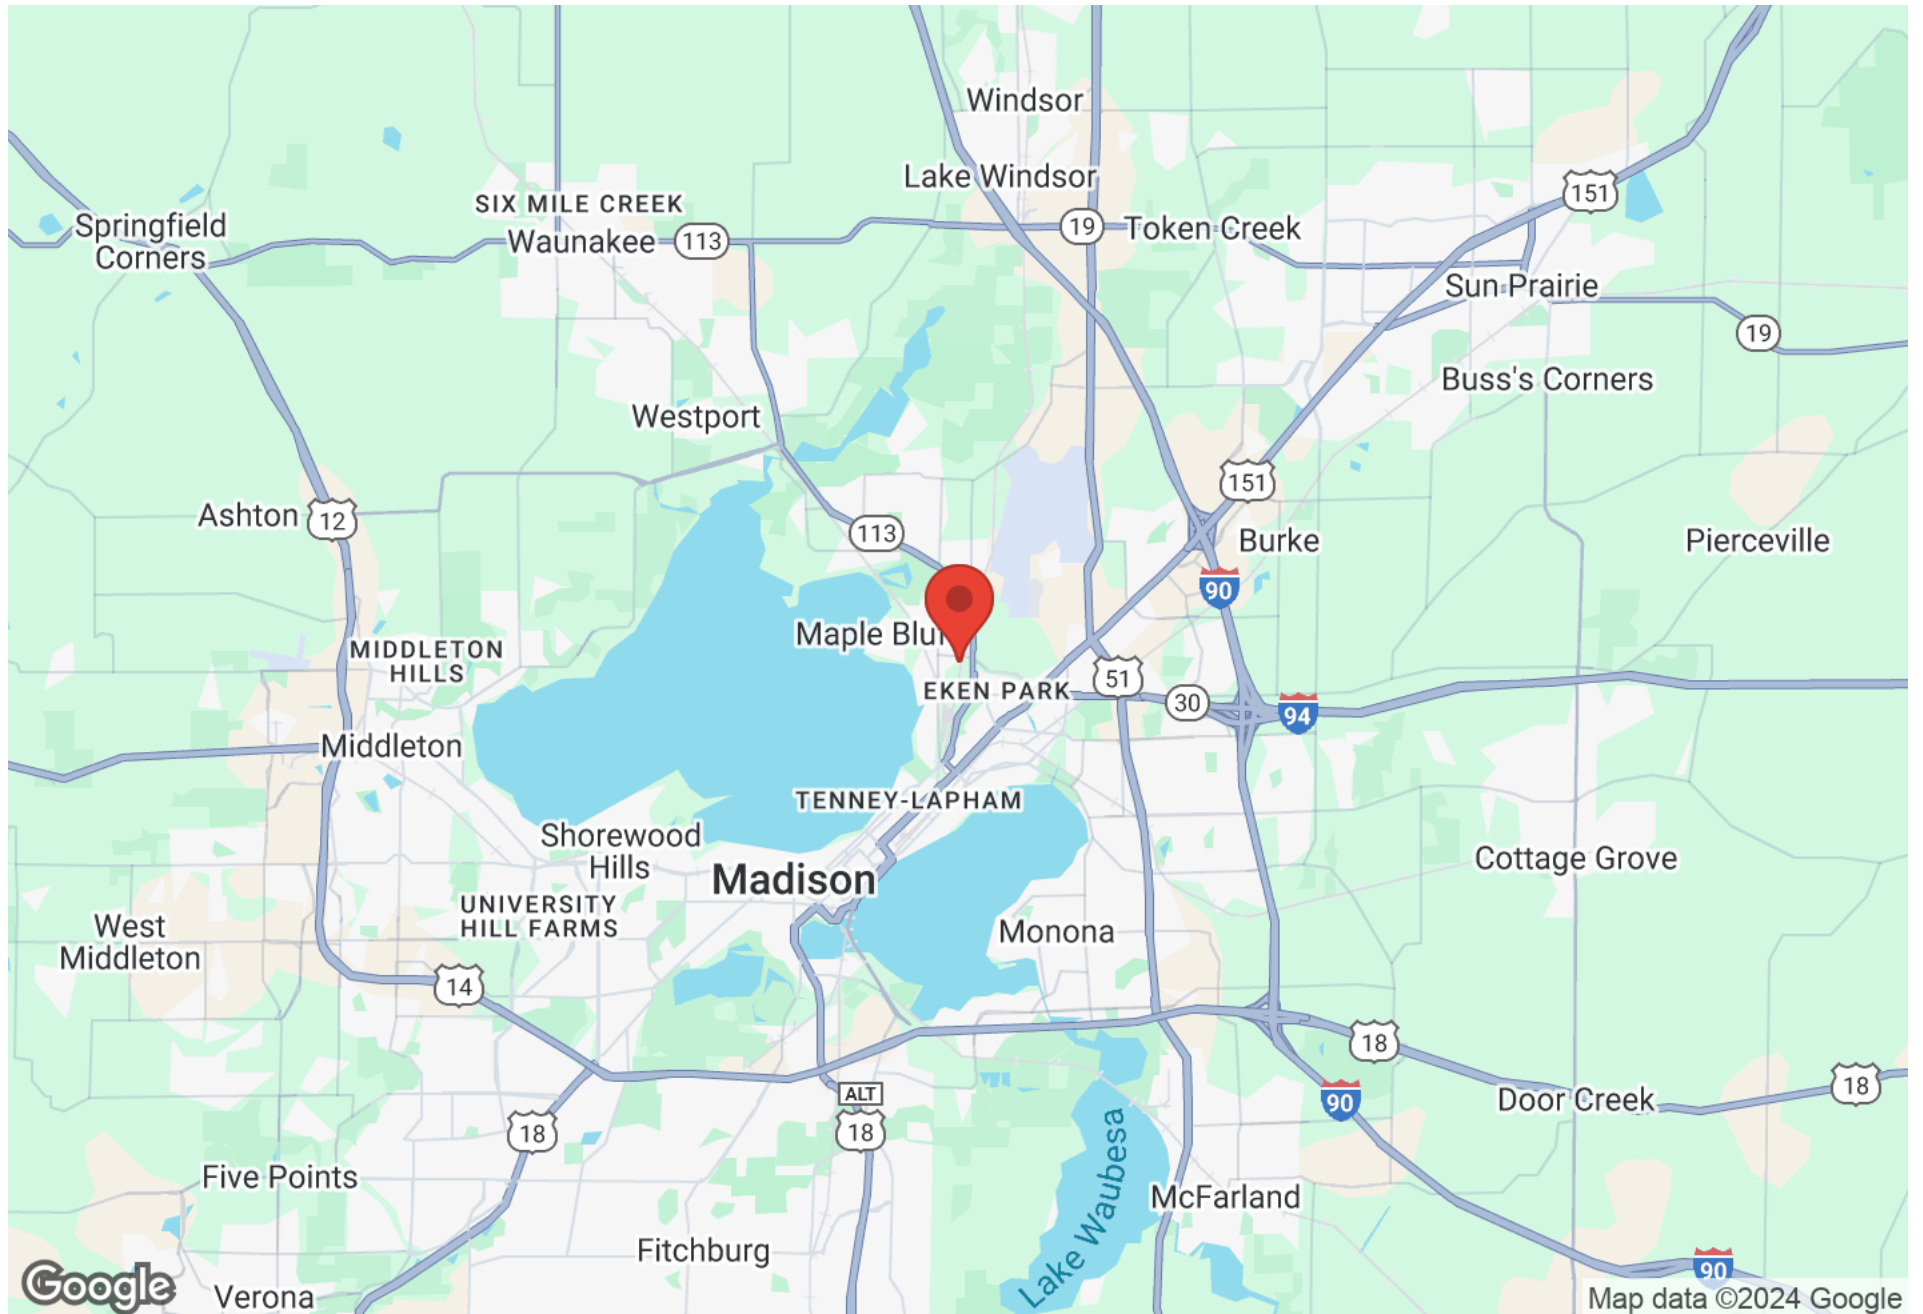 Windsor
Lake Windsor
151
SIX MILE CREEK
Springfield
Corners
Waunakee
113
19
Token Creek
Sun Prairie
19
Buss's Corners
Westport
151
Ashton
12
113
Burke
Pierceville
90
Maple Bluf
MIDDLETON
HILLS
EKEN PARK
51
30
94
Middleton
TENNEY-LAPHAM
Shorewood
Hills
Cottage Grove
Madison
UNIVERSITY
HILL FARMS
West
Middleton
Monona
14
18
18
ALT
90
Door Creek
18
18
Lake Waubesa
Five Points
McFarland
Fitchburg
90
Google
Verona
Map data ©2024 Google